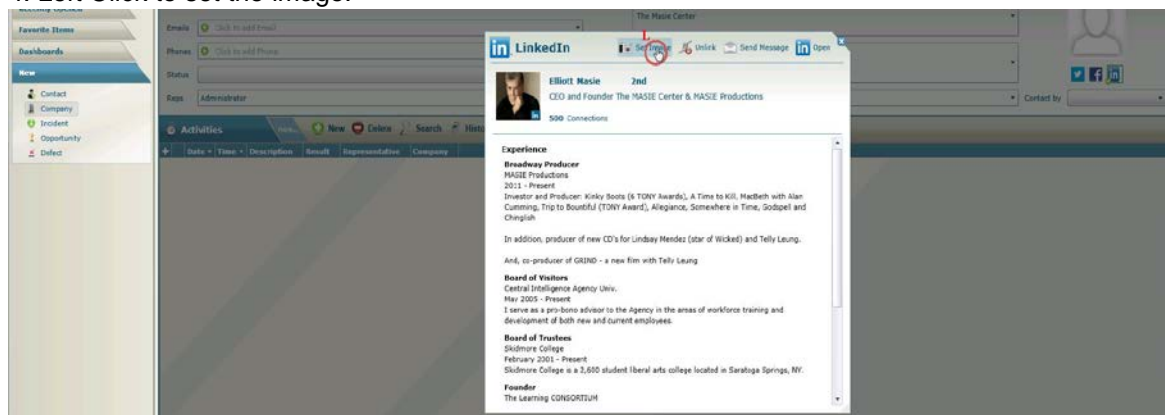 4. Left Click to set the image.
Recently Opened
Favorite Items
Dashboards
New
Contact
Company
Incident
Opportunity
Defect
Emails Click to add Email
The Masie Center
Phones Click to add Phone
Status
Reps Administrator
Contact by
Activities
New Delete Search
Date Time Description Result Representative Company
L
LinkedIn Set Image Unlink Send Message in Open
Elliott Masie 2nd
CEO and Founder The MASIE Center & MASIE Productions
500 Connections
Experience
Broadway Producer
MASIE Productions
2011 - Present
Investor and Producer: Kinky Boots (6 TONY Awards), A Time to Kill, MacBeth with Alan
Cumming, Trip to Bountiful (TONY Award), Allegiance, Somewhere in Time, Godspell and
Chinglish
In addition, producer of new CD's for Lindsay Mendez (star of Wicked) and Telly Leung.
And, co-producer of GRIND - a new film with Telly Leung
Board of Visitors
Central Intelligence Agency Univ.
May 2005 - Present
I serve as a pro-bono advisor to the Agency in the areas of workforce training and
development of both new and current employees.
Board of Trustees
Skidmore College
February 2001 - Present
Skidmore College is a 2,600 student liberal arts college located in Saratoga Springs, NY.
Founder
The Learning CONSORTIUM